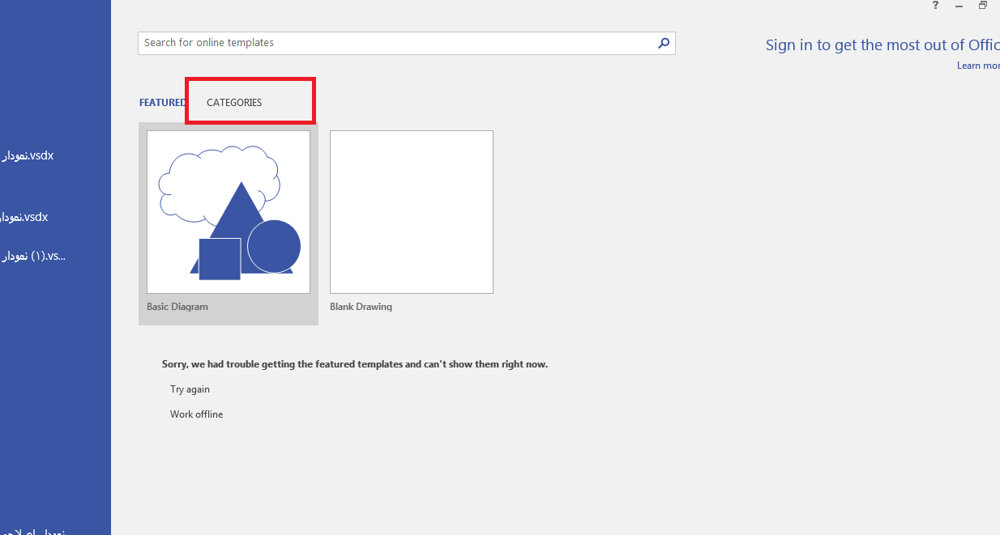 ?
Search for online templates
Sign in to get the most out of Offic
Learn mor
FEATURED
CATEGORIES
نمودار.vsdx
نمودار.vsdx
نمودار (۱).vs...
Basic Diagram
Blank Drawing
Sorry, we had trouble getting the featured templates and can't show them right now.
Try again
Work offline